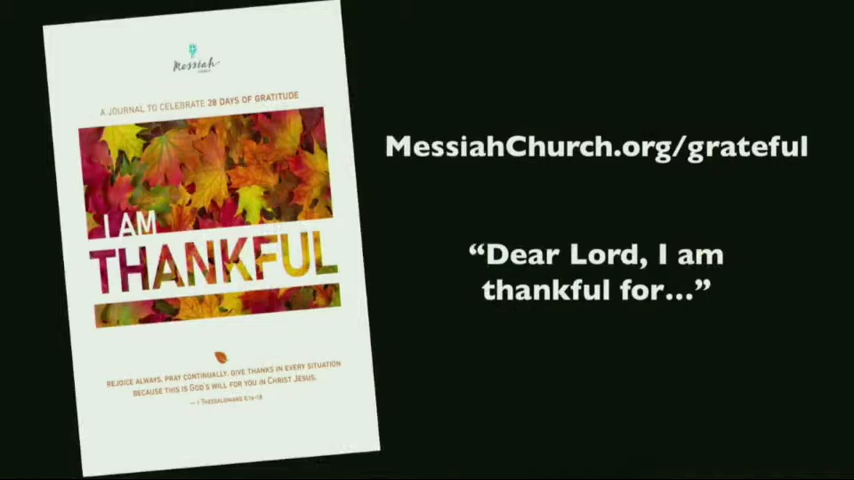 Messiah
CHURCH
A JOURNAL TO CELEBRATE 28 DAYS OF GRATITUDE
I AM
THANKFUL
REJOICE ALWAYS, PRAY CONTINUALLY, GIVE THANKS IN EVERY SITUATION
BECAUSE THIS IS GOD'S WILL FOR YOU IN CHRIST JESUS.
— 1 THESSALONIANS 5:16-18
MessiahChurch.org/grateful
“Dear Lord, I am
thankful for...”